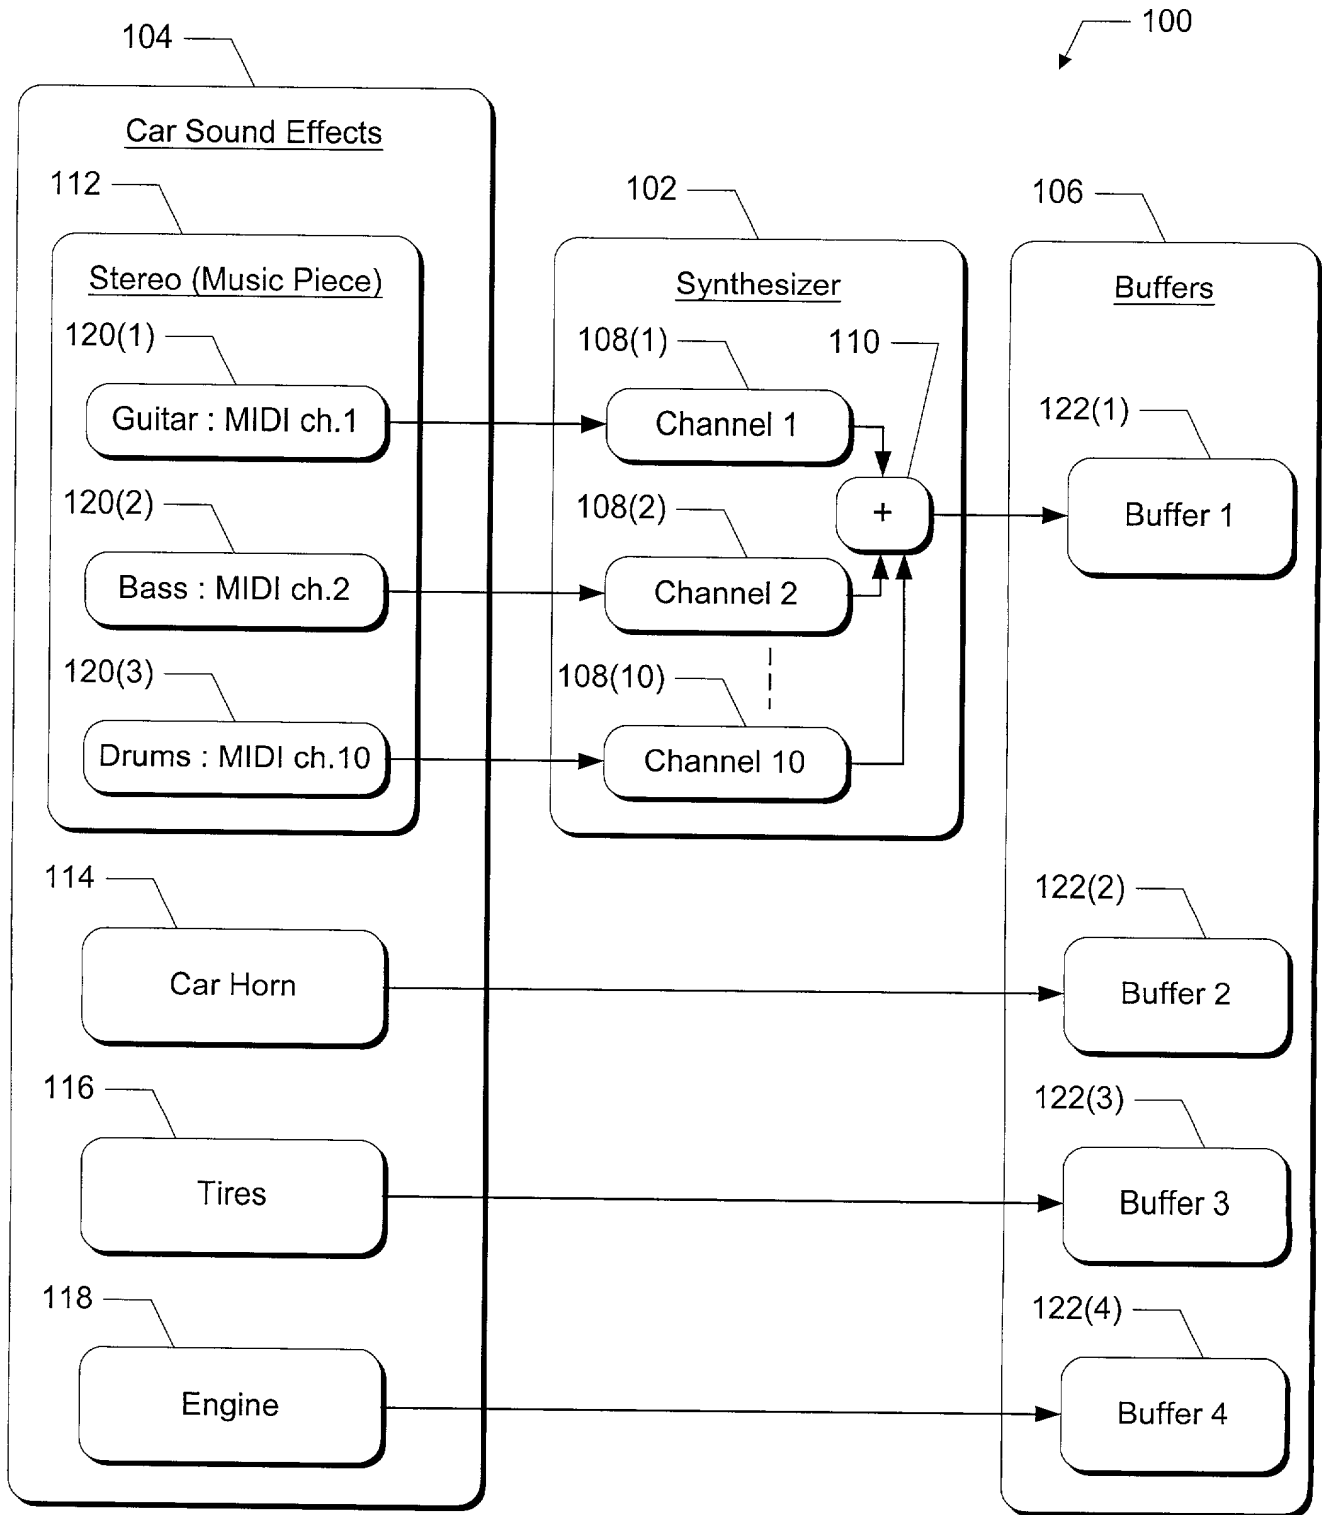 100
104
Car Sound Effects
112
Stereo (Music Piece)
120(1)
Guitar : MIDI ch.1
120(2)
Bass : MIDI ch.2
120(3)
Drums : MIDI ch.10
114
Car Horn
116
Tires
118
Engine
102
Synthesizer
108(1)
110
Channel 1
+
108(2)
Channel 2
108(10)
Channel 10
106
Buffers
122(1)
Buffer 1
122(2)
Buffer 2
122(3)
Buffer 3
122(4)
Buffer 4